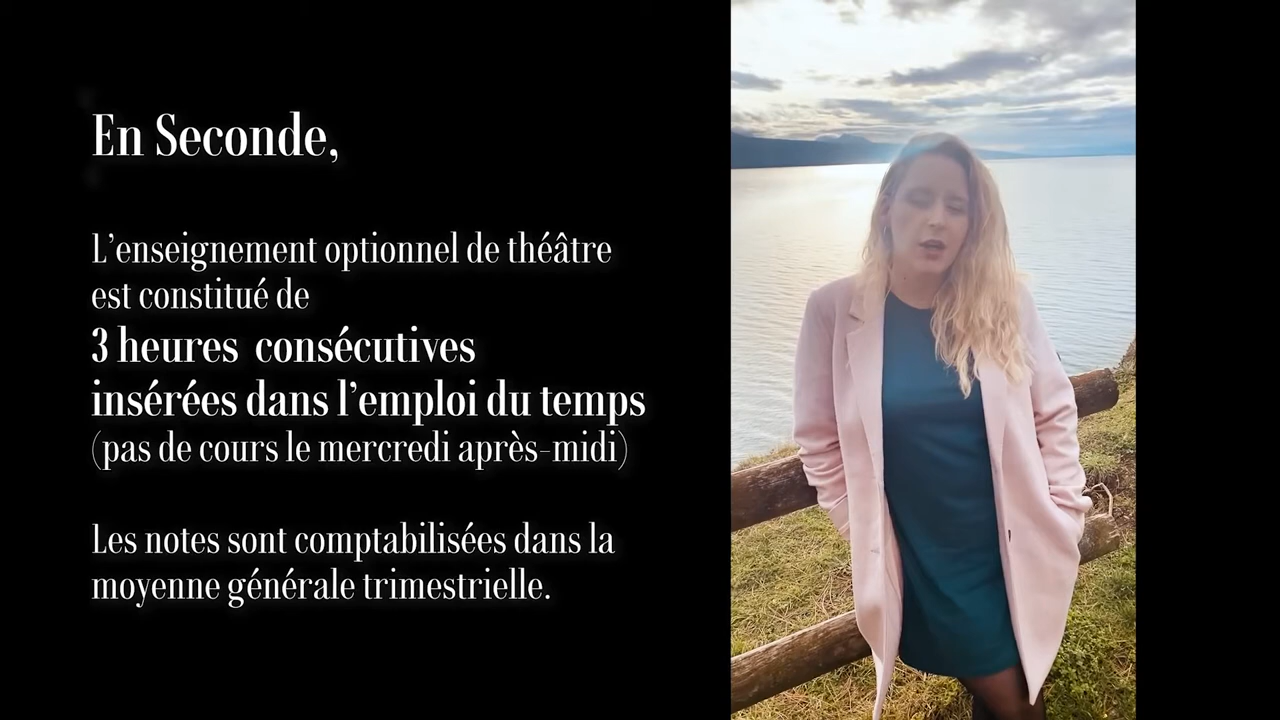 En Seconde,
L'enseignement optionnel de théâtre
est constitué de
3 heures consécutives
insérées dans l'emploi du temps
(pas de cours le mercredi après-midi)
Les notes sont comptabilisées dans la
moyenne générale trimestrielle.